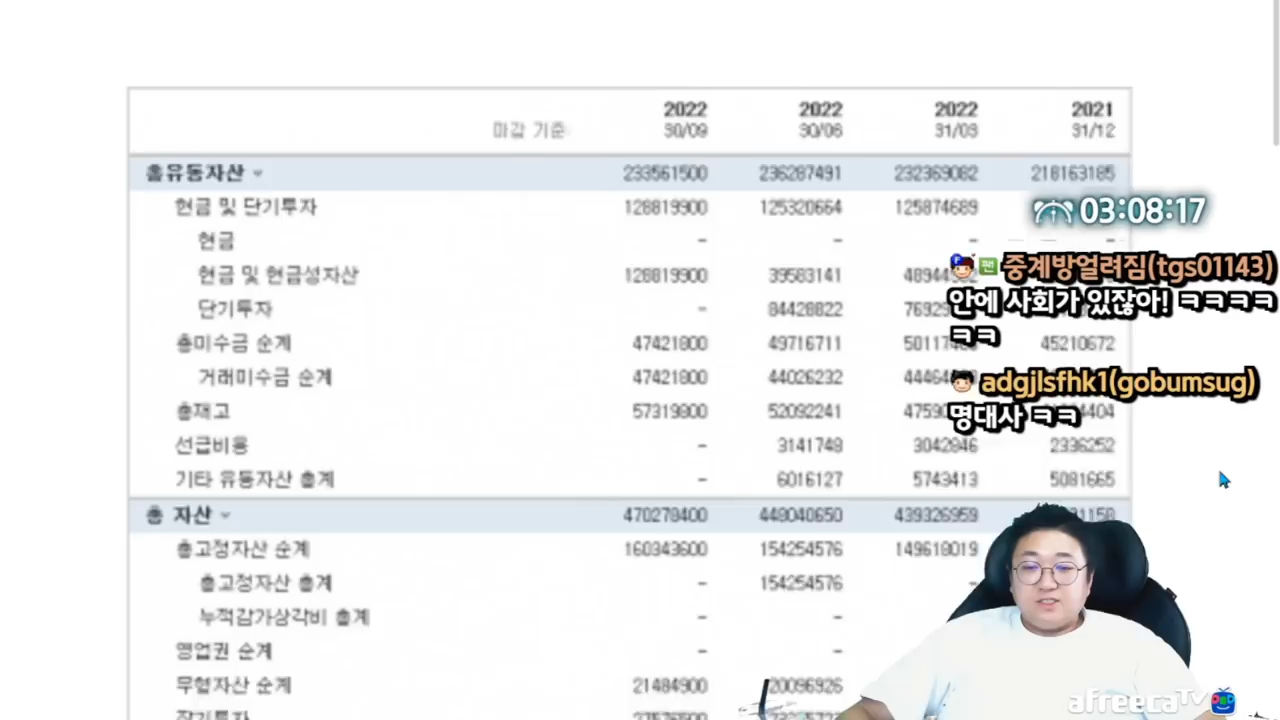 2022 2022 2022 2021
마감 기준: 30/09 30/06 31/03 31/12
총유동자산 233561500 236287491 232369082 218163185
현금 및 단기투자 128819900 125320664 125874689
현금 - - - -
현금 및 현금성자산 128819900 39583141
단기투자 - 84428822
총미수금 순계 47421800 49716711 45210672
거래미수금 순계 47421800 44026232
총재고 57319800 52092241
선급비용 - 3141748 3042846 2336252
기타 유동자산 총계 - 6016127 5743413 5081665
총 자산 470278400 448040650 439326959
총고정자산 순계 160343600 154254576 149618019
총고정자산 총계 - 154254576 -
누적감가상각비 총계 - -
영업권 순계 - -
무형자산 순계 21484900 20096926
장기투자
03:08:17
중계방얼려짐(tgs01143)
안에 사회가 있잖아! ㅋㅋㅋㅋ
ㅋㅋ
adgjlsfhk1(gobumsug)
명대사 ㅋㅋ
afreecaTV